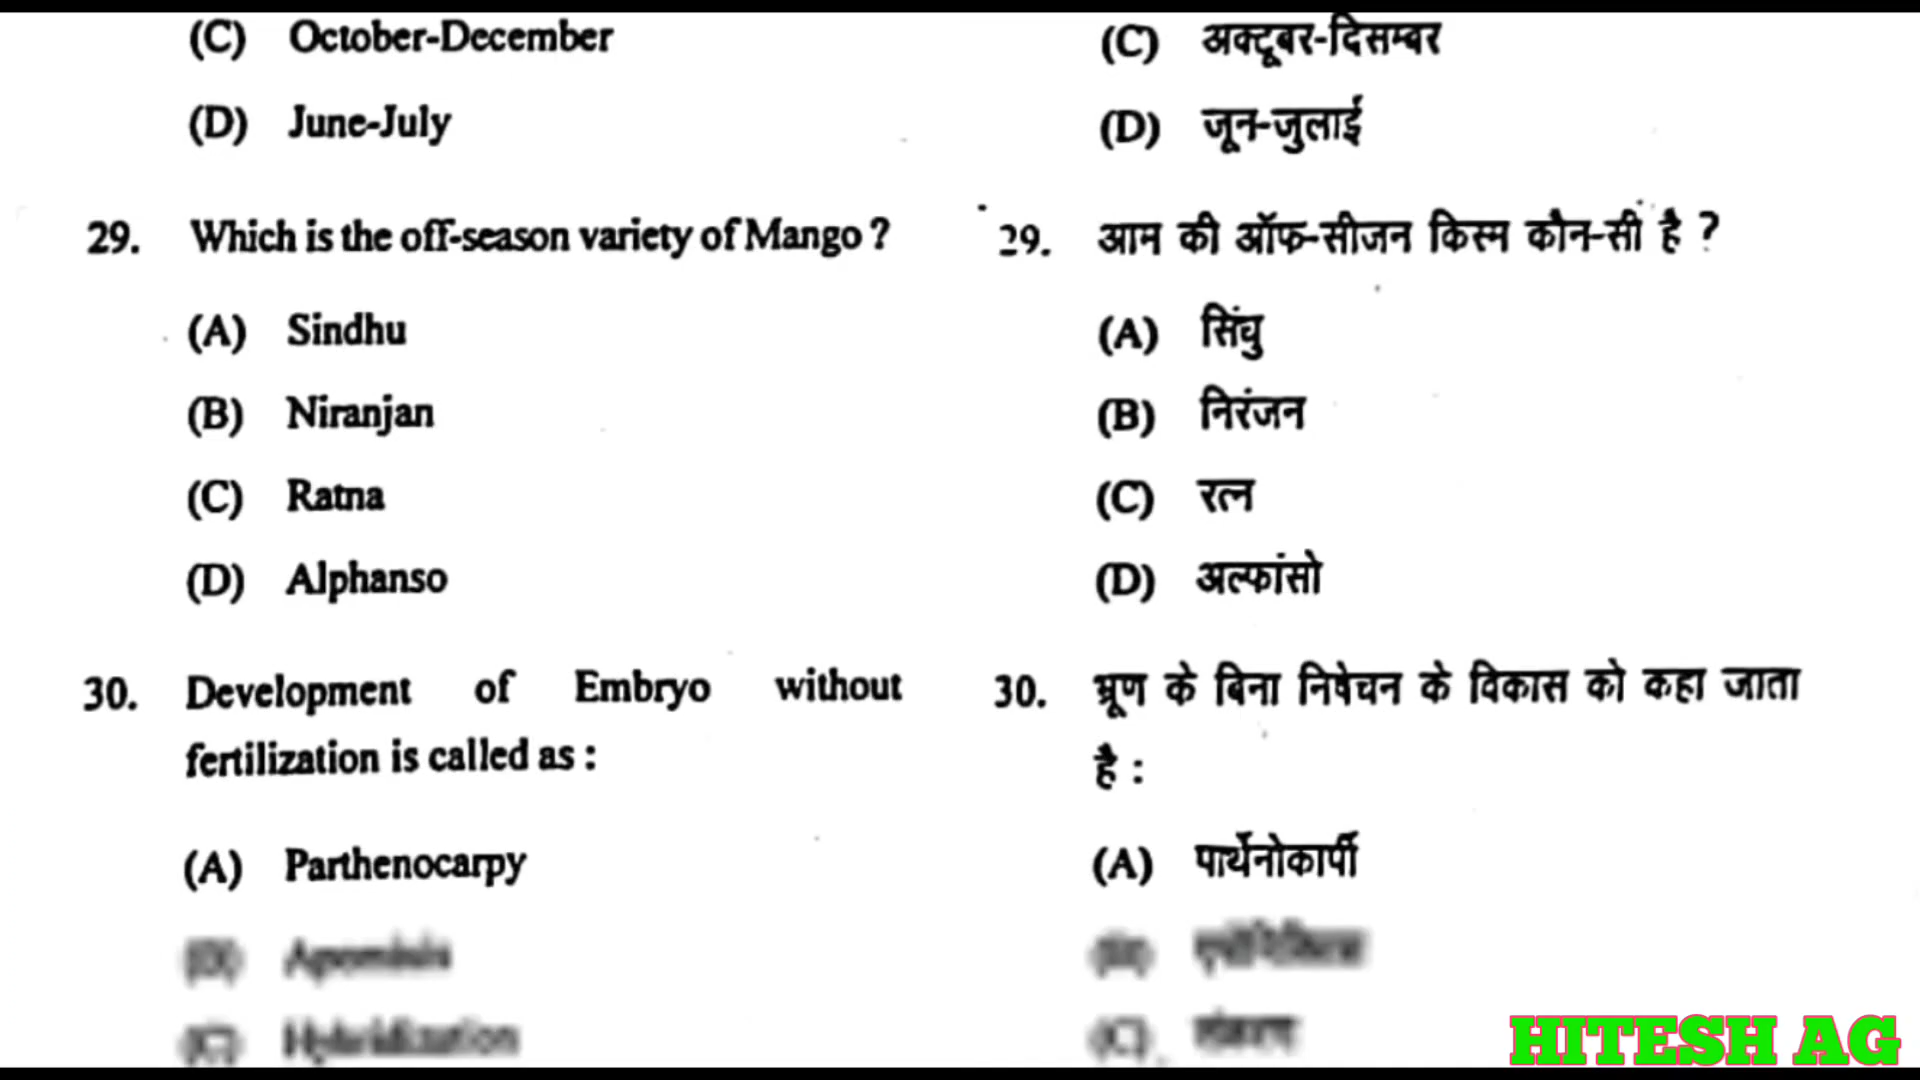 (C) October-December
(D) June-July
29. Which is the off-season variety of Mango ?
(A) Sindhu
(B) Niranjan
(C) Ratna
(D) Alphanso
30. Development of Embryo without
fertilization is called as :
(A) Parthenocarpy
(B) Apomixis
(C) Hybridization
(C) अक्टूबर-दिसम्बर
(D) जून-जुलाई
29. आम की ऑफ-सीजन किस्म कौन-सी है ?
(A) सिंधु
(B) निरंजन
(C) रत्न
(D) अल्फांसो
30. भ्रूण के बिना निषेचन के विकास को कहा जाता
है :
(A) पार्थेनोकार्पी
(B)
(C)
HITESH AG